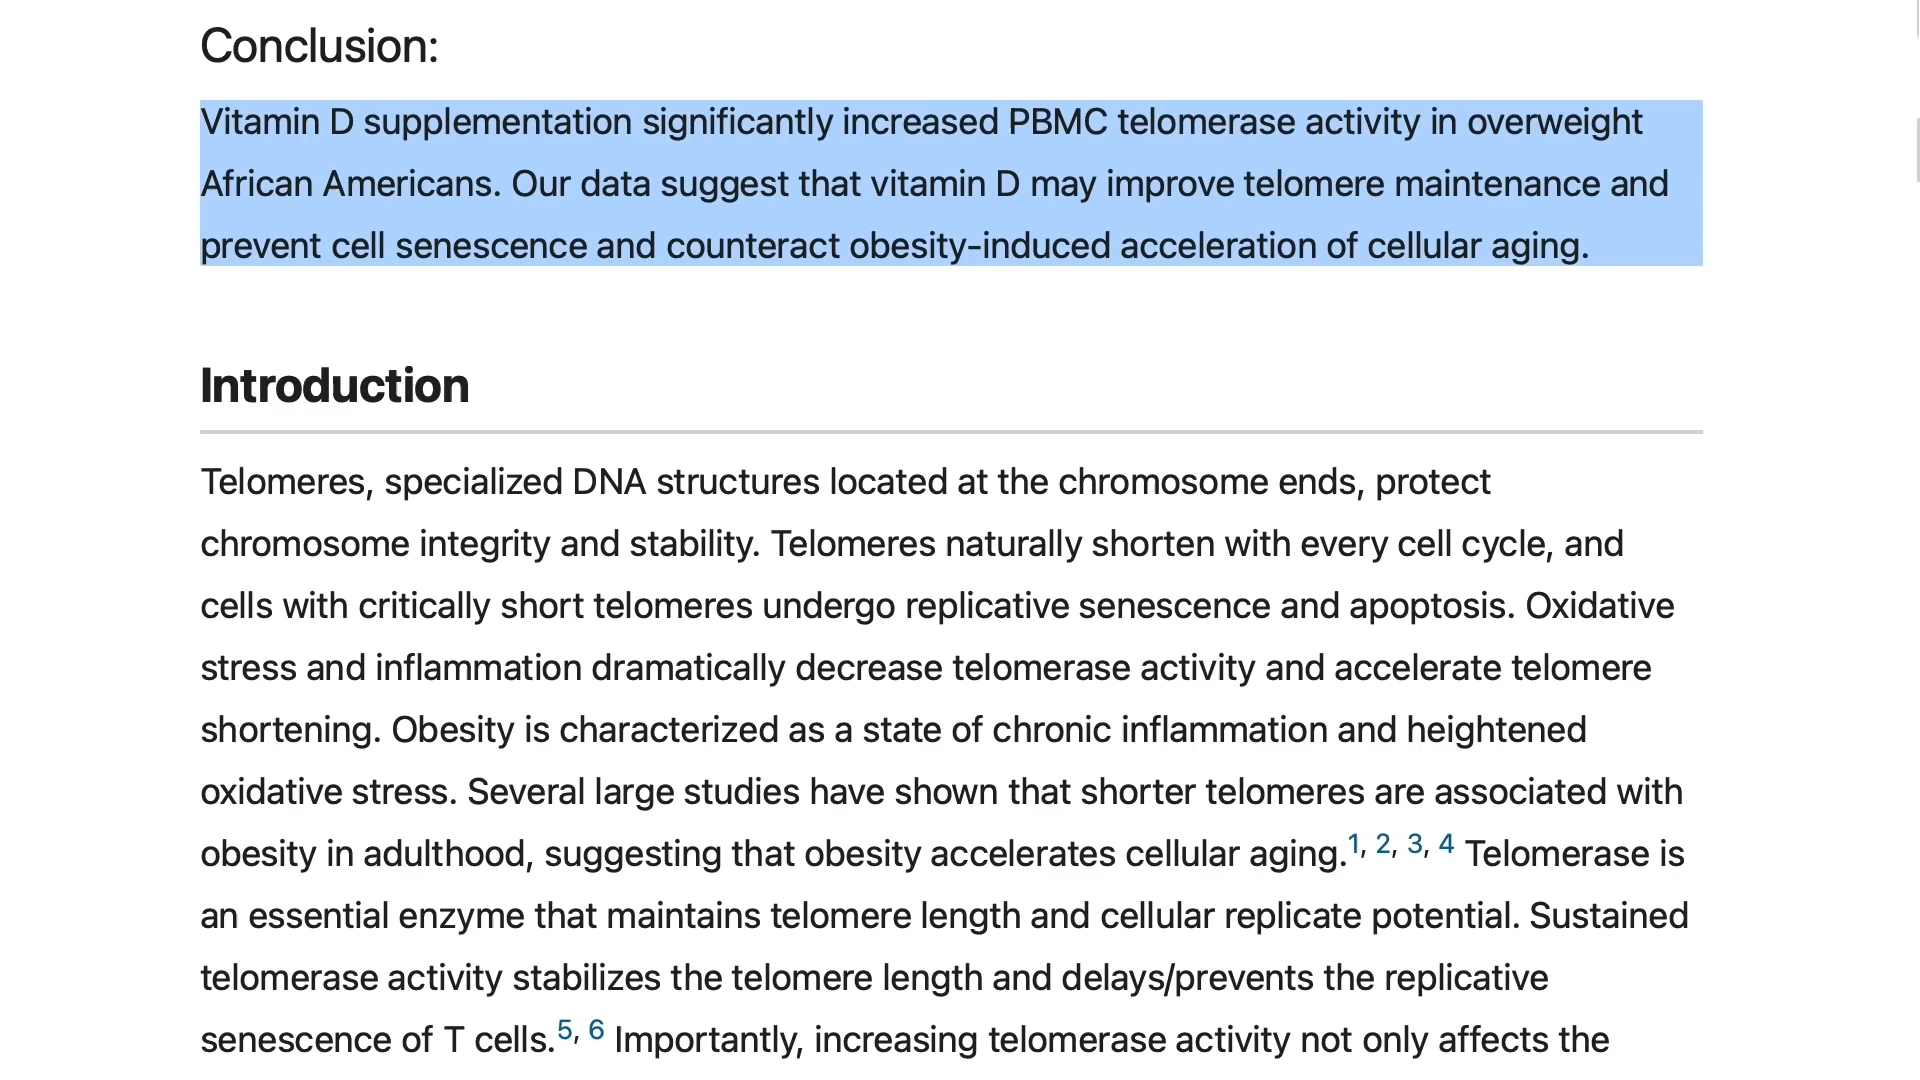 Conclusion:
Vitamin D supplementation significantly increased PBMC telomerase activity in overweight
African Americans. Our data suggest that vitamin D may improve telomere maintenance and
prevent cell senescence and counteract obesity-induced acceleration of cellular aging.
Introduction
Telomeres, specialized DNA structures located at the chromosome ends, protect
chromosome integrity and stability. Telomeres naturally shorten with every cell cycle, and
cells with critically short telomeres undergo replicative senescence and apoptosis. Oxidative
stress and inflammation dramatically decrease telomerase activity and accelerate telomere
shortening. Obesity is characterized as a state of chronic inflammation and heightened
oxidative stress. Several large studies have shown that shorter telomeres are associated with
obesity in adulthood, suggesting that obesity accelerates cellular aging.1, 2, 3, 4 Telomerase is
an essential enzyme that maintains telomere length and cellular replicate potential. Sustained
telomerase activity stabilizes the telomere length and delays/prevents the replicative
senescence of T cells.5, 6 Importantly, increasing telomerase activity not only affects the